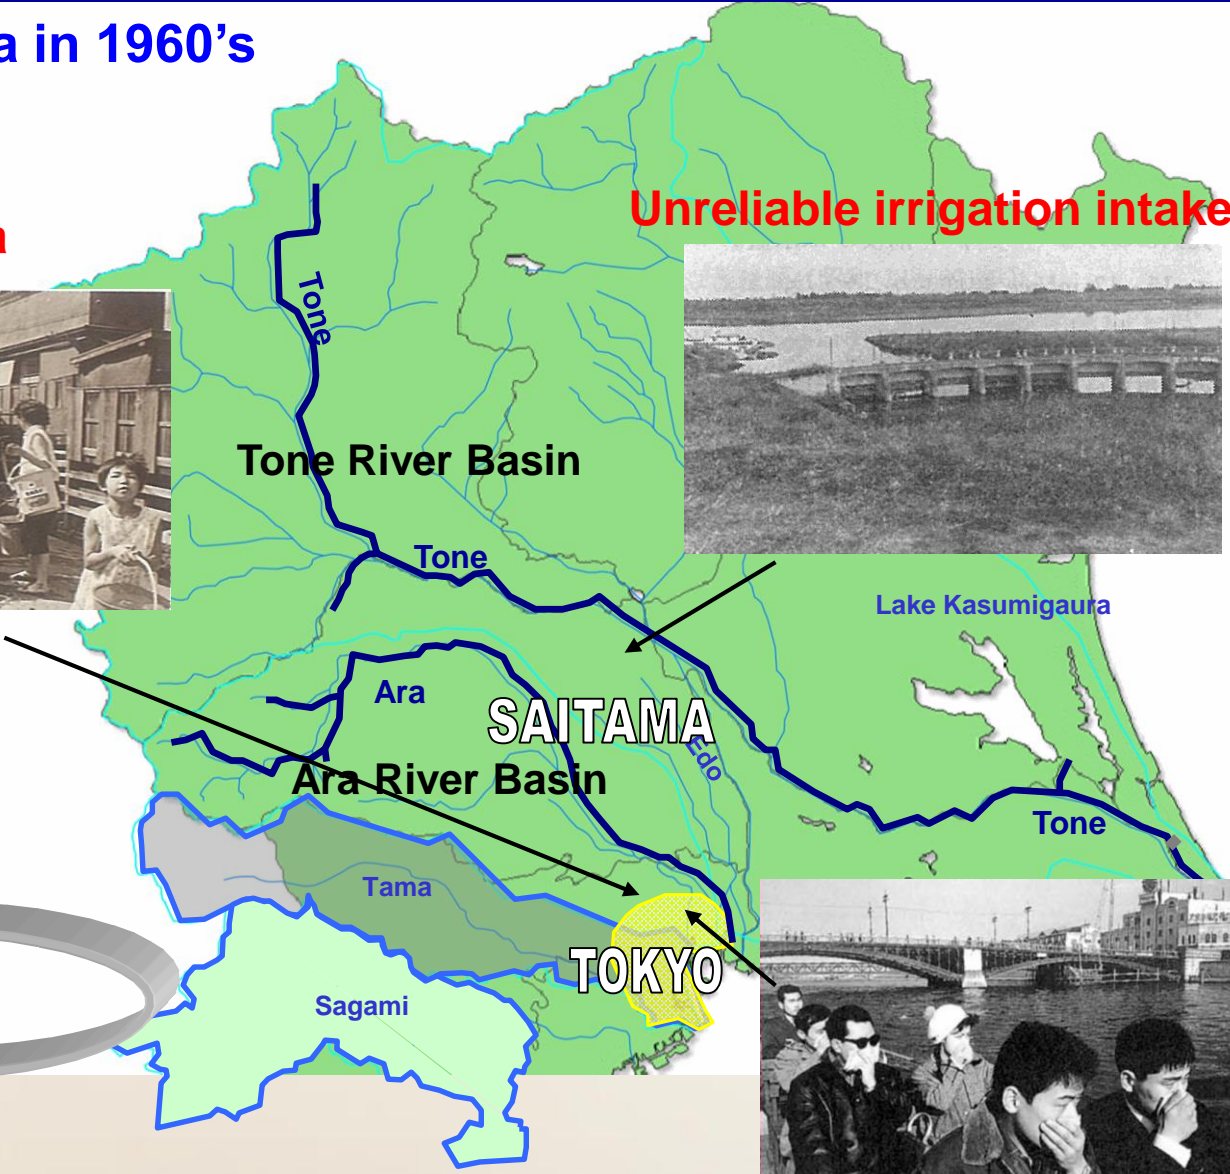 a in 1960's
Unreliable irrigation intake
a
Tone
Tone River Basin
Tone
Lake Kasumigaura
Ara
SAITAMA
Edo
Ara River Basin
Tone
Tama
TOKYO
Sagami